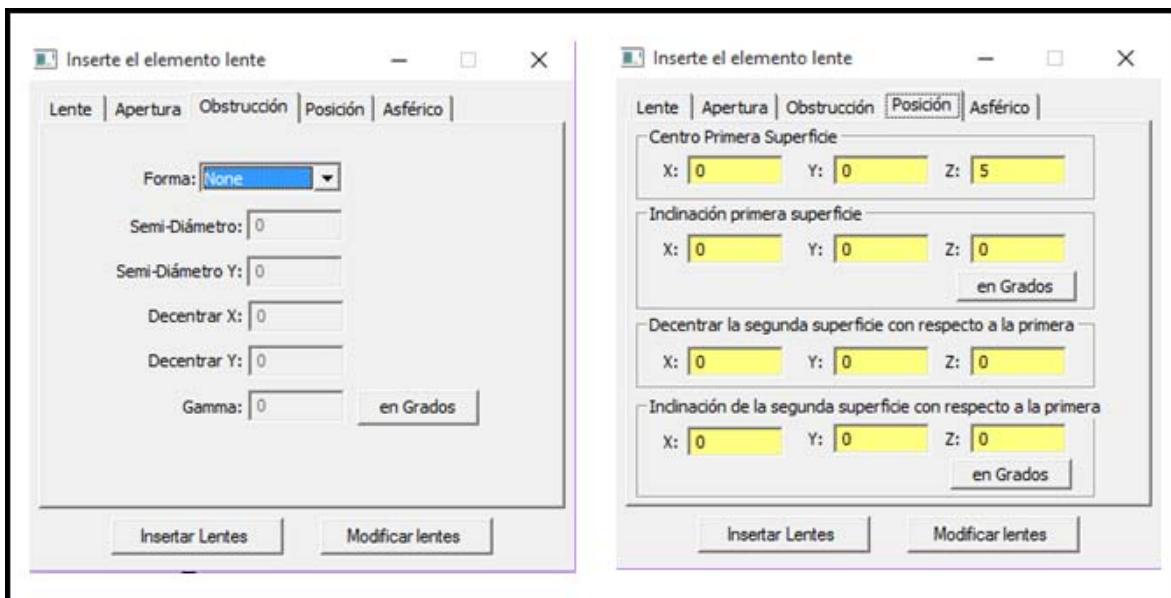 Inserte el elemento lente
Lente Apertura Obstrucción Posición Asférico
Forma: None
Semi-Diámetro: 0
Semi-Diámetro Y: 0
Decentrar X: 0
Decentrar Y: 0
Gamma: 0 en Grados
Insertar Lentes Modificar lentes
Inserte el elemento lente
Lente Apertura Obstrucción Posición Asférico
Centro Primera Superficie
X: 0 Y: 0 Z: 5
Inclinación primera superficie
X: 0 Y: 0 Z: 0
en Grados
Decentrar la segunda superficie con respecto a la primera
X: 0 Y: 0 Z: 0
Inclinación de la segunda superficie con respecto a la primera
X: 0 Y: 0 Z: 0
en Grados
Insertar Lentes Modificar lentes